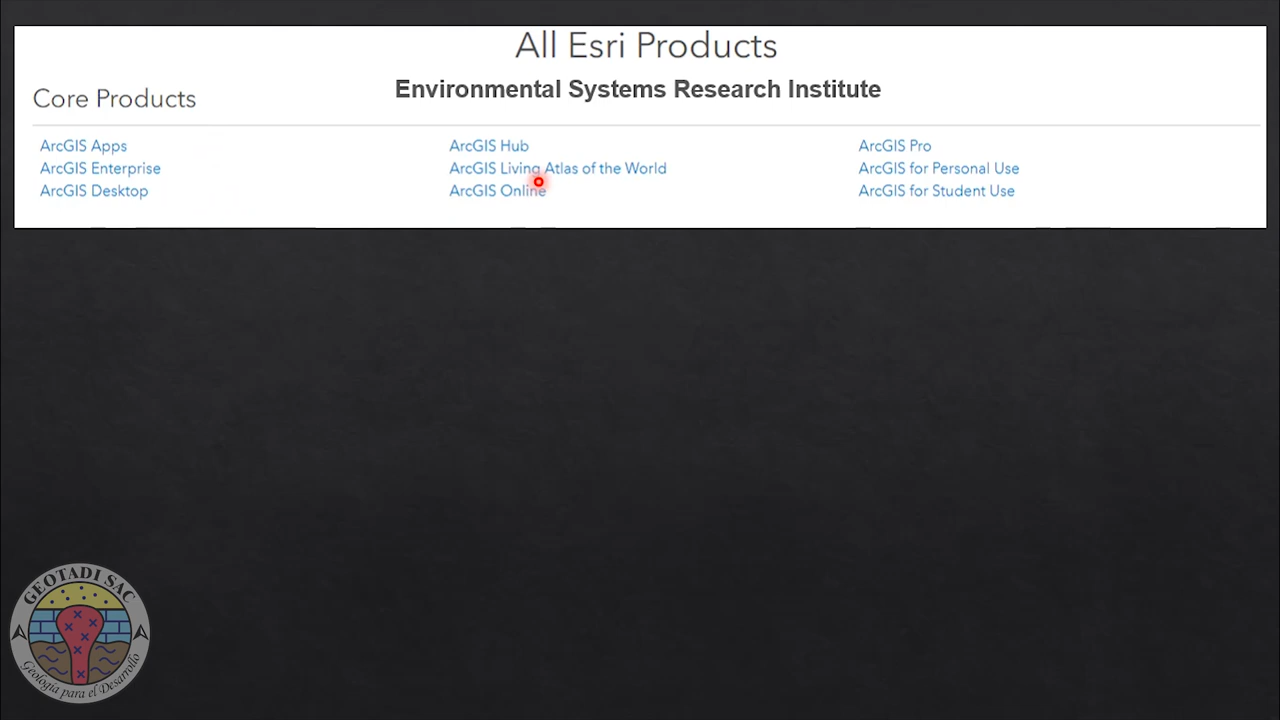 All Esri Products
Environmental Systems Research Institute
Core Products
ArcGIS Apps
ArcGIS Enterprise
ArcGIS Desktop
ArcGIS Hub
ArcGIS Living Atlas of the World
ArcGIS Online
ArcGIS Pro
ArcGIS for Personal Use
ArcGIS for Student Use
GEOTADI SAC
Geología para el Desarrollo